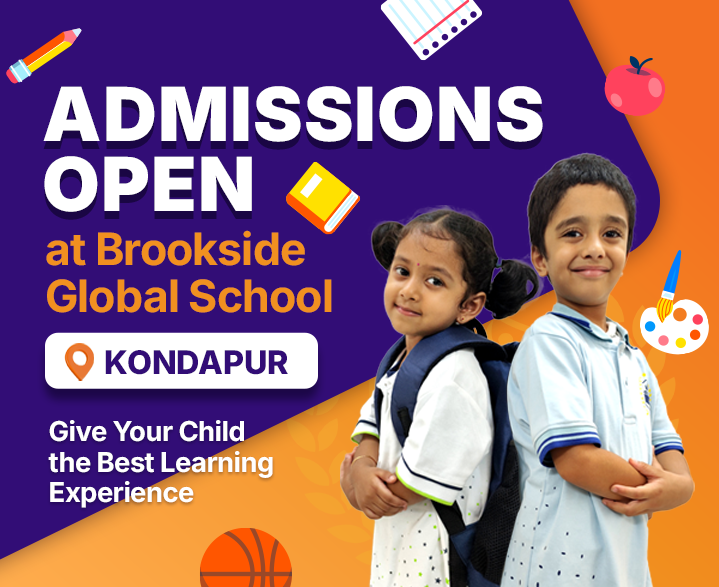 ADMISSIONS
OPEN
at Brookside
Global School
KONDAPUR
Give Your Child
the Best Learning
Experience